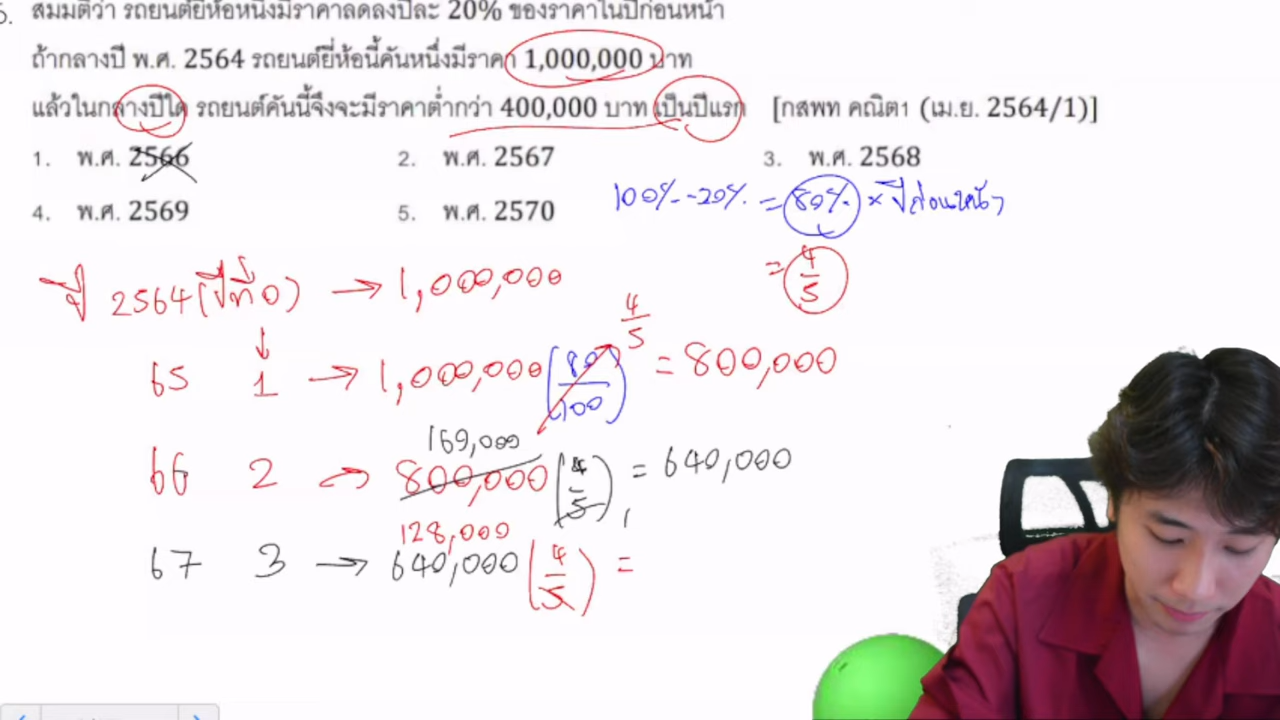 สมมติว่า รถยนต์ยี่ห้อหนึ่งมีราคาลดลงปีละ 20% ของราคาในปีก่อนหน้า
ถ้ากลางปี พ.ศ. 2564 รถยนต์ยี่ห้อนี้คันหนึ่งมีราคา 1,000,000 บาท
แล้วในกลางปีใด รถยนต์คันนี้จึงจะมีราคาต่ำกว่า 400,000 บาท เป็นปีแรก [กสพท คณิต1 (เม.ย. 2564/1)]
1. พ.ศ. 2566 2. พ.ศ. 2567 3. พ.ศ. 2568
4. พ.ศ. 2569 5. พ.ศ. 2570
100% - 20% = 80% × ปีก่อนหน้า
= 4/5
ปี 2564 (ปีที่ 0) → 1,000,000
4/5
65 1 → 1,000,000 (80/100) = 800,000
169,000
66 2 → 800,000 (4/5) = 640,000
128,000
67 3 → 640,000 (4/5) =